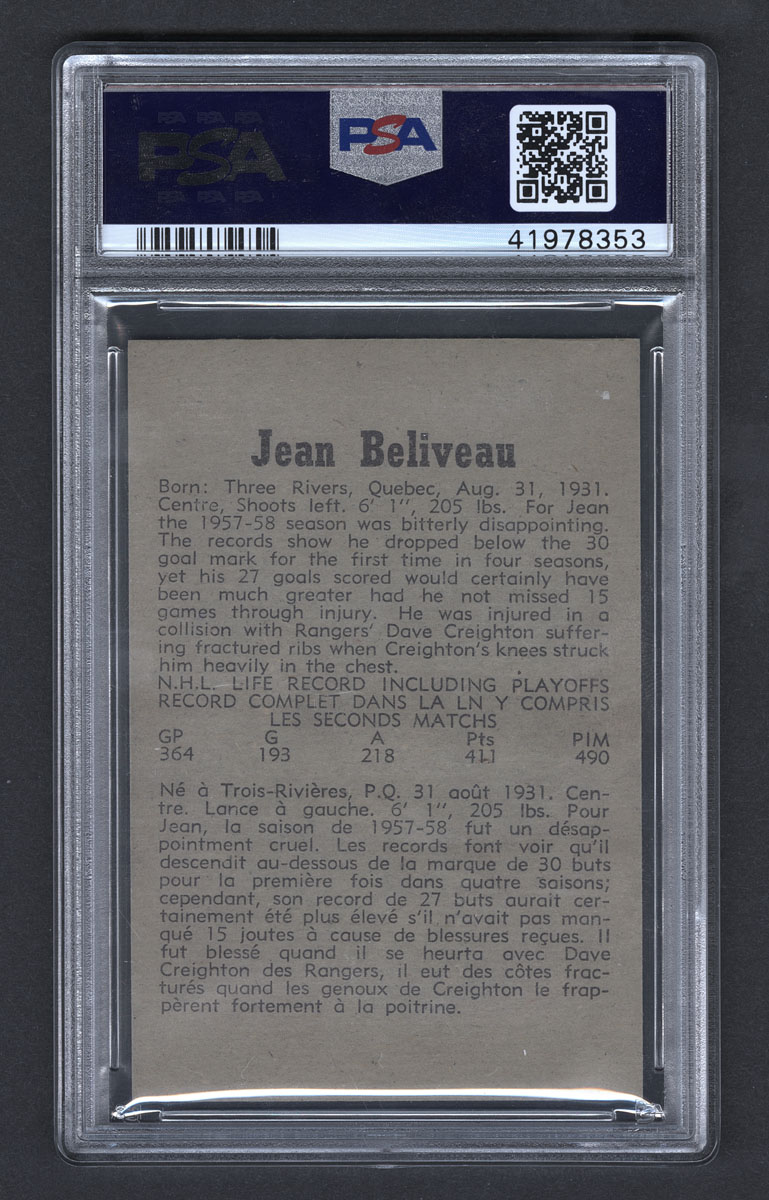 PSA PSA PSA
PSA
PSA PSA PSA
PSA
41978353
Jean Beliveau
Born: Three Rivers, Quebec, Aug. 31, 1931.
Centre, Shoots left. 6' 1", 205 lbs. For Jean
the 1957-58 season was bitterly disappointing.
The records show he dropped below the 30
goal mark for the first time in four seasons,
yet his 27 goals scored would certainly have
been much greater had he not missed 15
games through injury. He was injured in a
collision with Rangers' Dave Creighton suffer-
ing fractured ribs when Creighton's knees struck
him heavily in the chest.
N.H.L. LIFE RECORD INCLUDING PLAYOFFS
RECORD COMPLET DANS LA LN Y COMPRIS
LES SECONDS MATCHS
GP G A Pts PIM
364 193 218 411 490
Né à Trois-Rivières, P.Q. 31 août 1931. Cen-
tre. Lance à gauche. 6' 1", 205 lbs. Pour
Jean, la saison de 1957-58 fut un désap-
pointment cruel. Les records font voir qu'il
descendit au-dessous de la marque de 30 buts
pour la première fois dans quatre saisons;
cependant, son record de 27 buts aurait cer-
tainement été plus élevé s'il n'avait pas man-
qué 15 joutes à cause de blessures reçues. Il
fut blessé quand il se heurta avec Dave
Creighton des Rangers, il eut des côtes frac-
turés quand les genoux de Creighton le frap-
pèrent fortement à la poitrine.